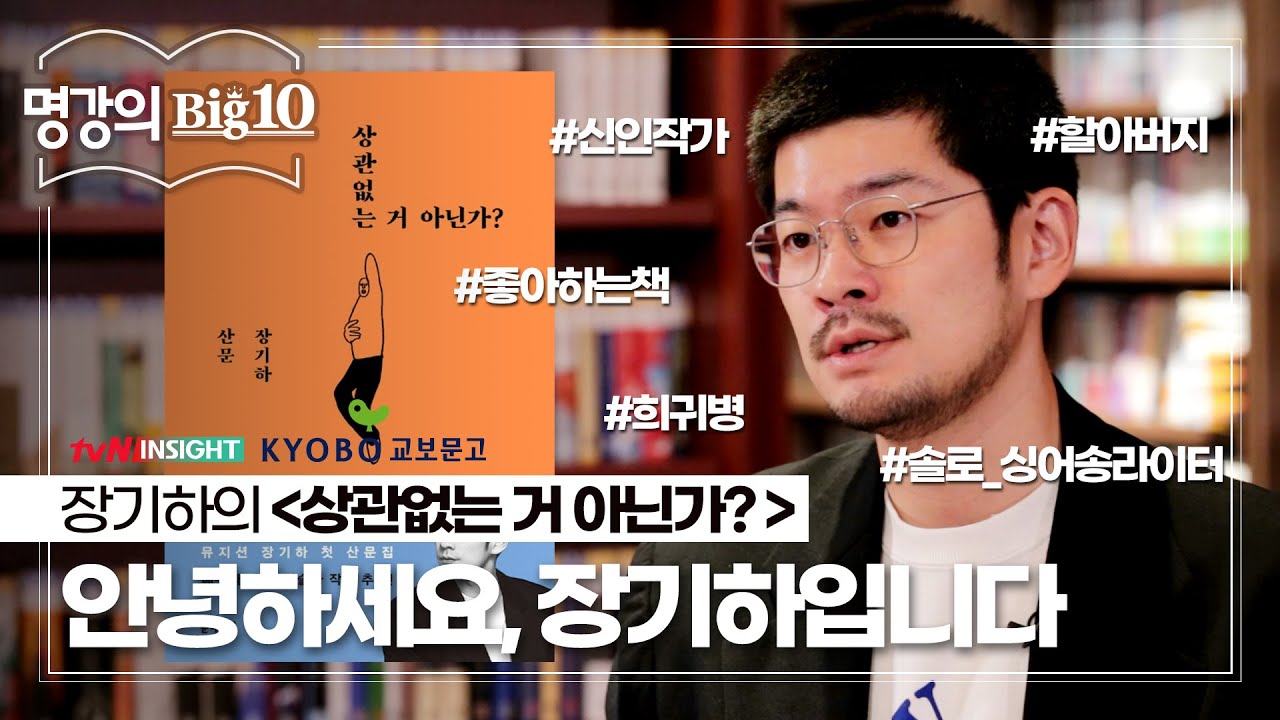 명강의 Big10
상관없
는 거 아닌가?
장기하
산문
#신인작가
#할아버지
#좋아하는책
#희귀병
#솔로_싱어송라이터
tvN INSIGHT KYOBO 교보문고
장기하의 <상관없는 거 아닌가? >
뮤지션 장기하 첫 산문집
안녕하세요, 장기하입니다